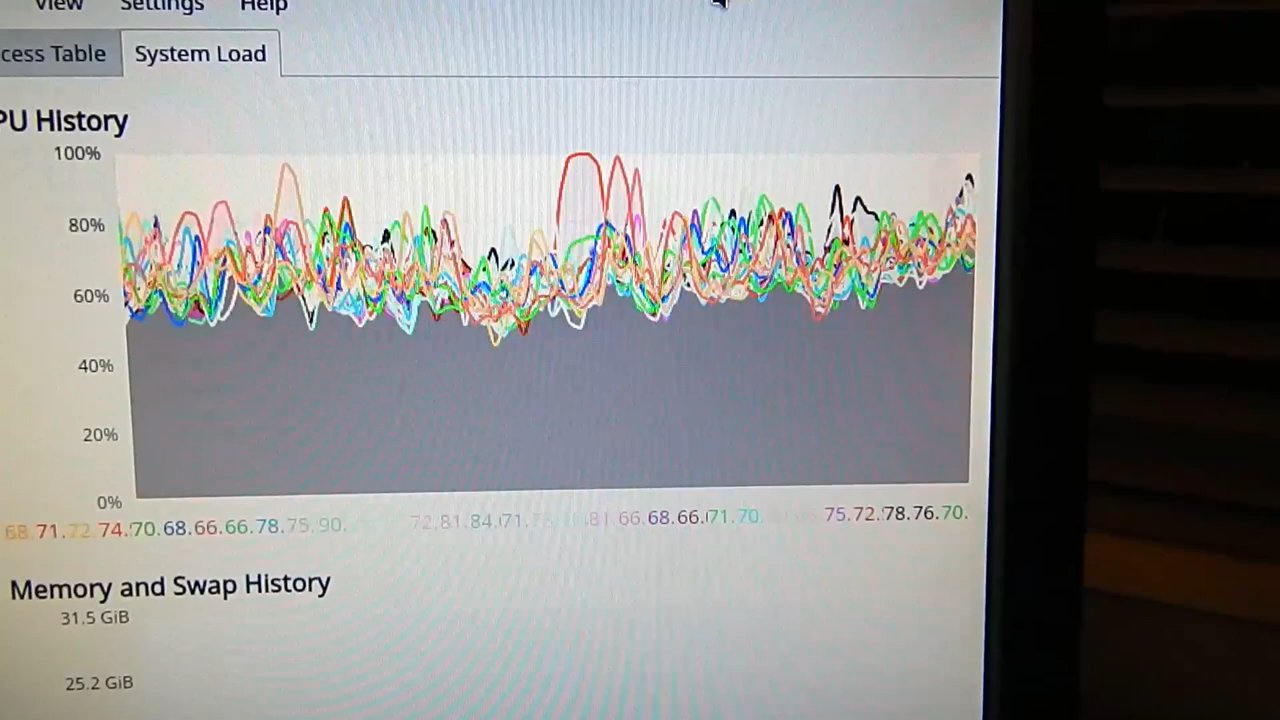 View Settings Help
cess Table System Load
PU History
100%
80%
60%
40%
20%
0%
68. 71. 72. 74. 70. 68. 66. 66. 78. 75. 90. 72. 81. 84. 71. 81. 66. 68. 66. 71. 70. 75. 72. 78. 76. 70.
Memory and Swap History
31.5 GiB
25.2 GiB